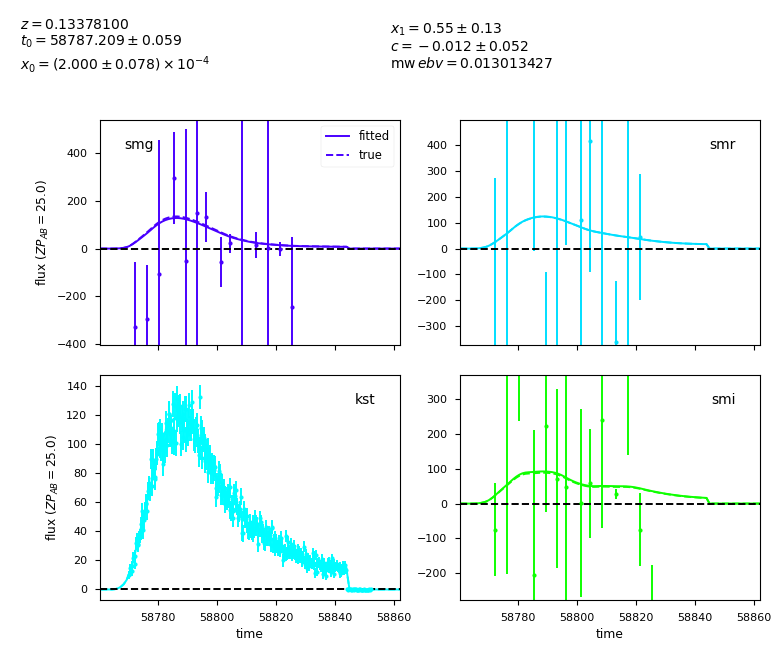 z = 0.13378100
t0 = 58787.209 ± 0.059
x0 = (2.000 ± 0.078) × 10^−4
x1 = 0.55 ± 0.13
c = −0.012 ± 0.052
mw ebv = 0.013013427
smg
fitted
true
400
200
0
−200
−400
flux (ZP_AB = 25.0)
smr
400
300
200
100
0
−100
−200
−300
kst
140
120
100
80
60
40
20
0
flux (ZP_AB = 25.0)
58780 58800 58820 58840 58860
time
smi
300
200
100
0
−100
−200
58780 58800 58820 58840 58860
time